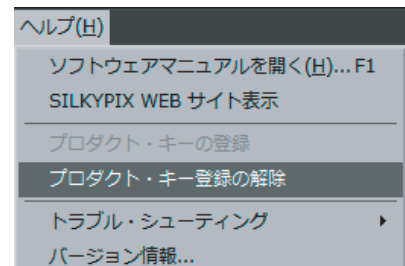 ヘルプ(H)
ソフトウェアマニュアルを開く(H)... F1
SILKYPIX WEB サイト表示
プロダクト・キーの登録
プロダクト・キー登録の解除
トラブル・シューティング
バージョン情報...